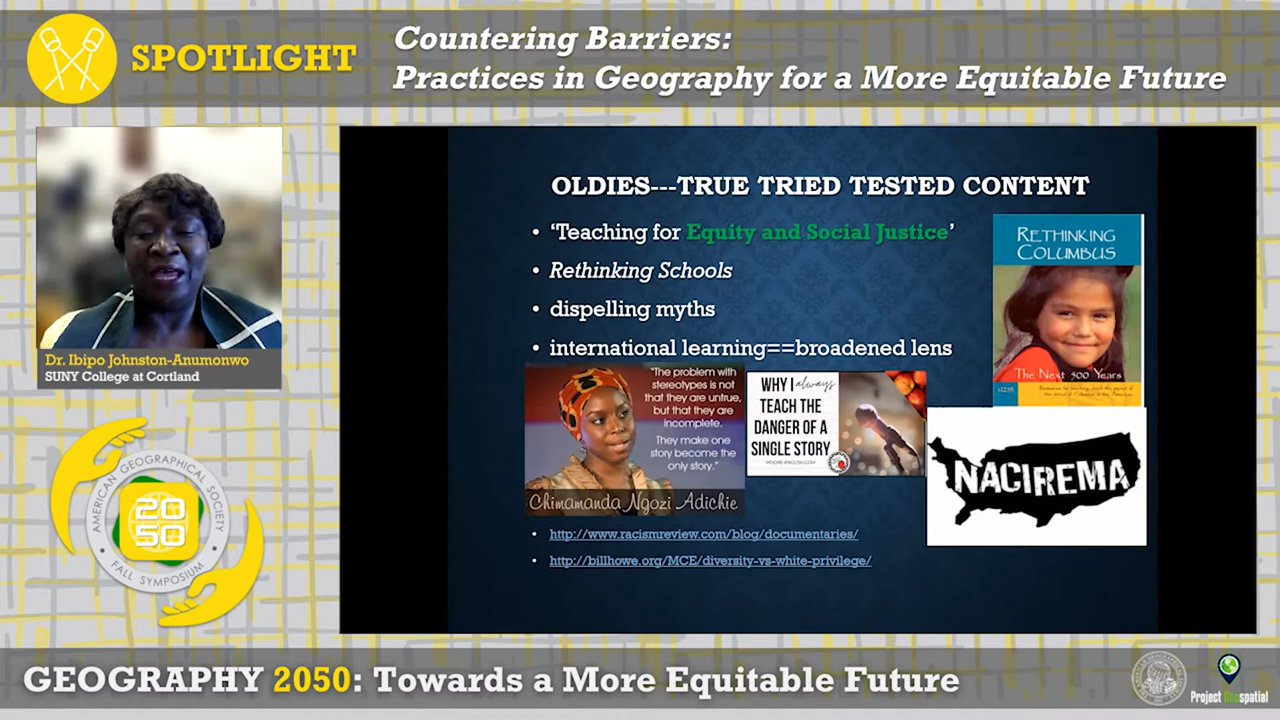 SPOTLIGHT
Countering Barriers:
Practices in Geography for a More Equitable Future
Dr. Ibipo Johnston-Anumonwo
SUNY College at Cortland
AMERICAN GEOGRAPHICAL SOCIETY
20
50
• FALL SYMPOSIUM •
OLDIES---TRUE TRIED TESTED CONTENT
• ‘Teaching for Equity and Social Justice’
• Rethinking Schools
• dispelling myths
• international learning==broadened lens
RETHINKING
COLUMBUS
The Next 500 Years
"The problem with
stereotypes is not
that they are untrue,
but that they are
incomplete.
They make one
story become the
only story."
Chimamanda Ngozi Adichie
WHY I always
TEACH THE
DANGER OF A
SINGLE STORY
MOORE-ENGLISH.COM
NACIREMA
• http://www.racismreview.com/blog/documentaries/
• http://billhowe.org/MCE/diversity-vs-white-privilege/
GEOGRAPHY 2050: Towards a More Equitable Future
Project Geospatial